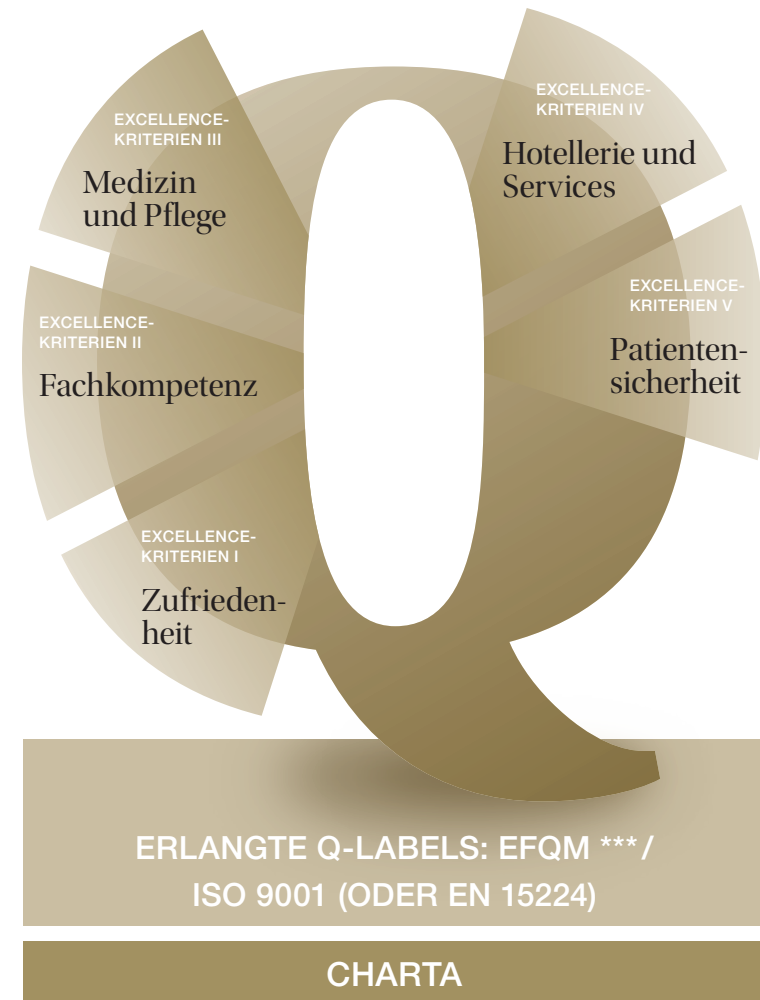 EXCELLENCE-
KRITERIEN III
Medizin
und Pflege
EXCELLENCE-
KRITERIEN IV
Hotellerie und
Services
EXCELLENCE-
KRITERIEN II
Fachkompetenz
EXCELLENCE-
KRITERIEN V
Patienten-
sicherheit
EXCELLENCE-
KRITERIEN I
Zufrieden-
heit
ERLANGTE Q-LABELS: EFQM ***/
ISO 9001 (ODER EN 15224)
CHARTA